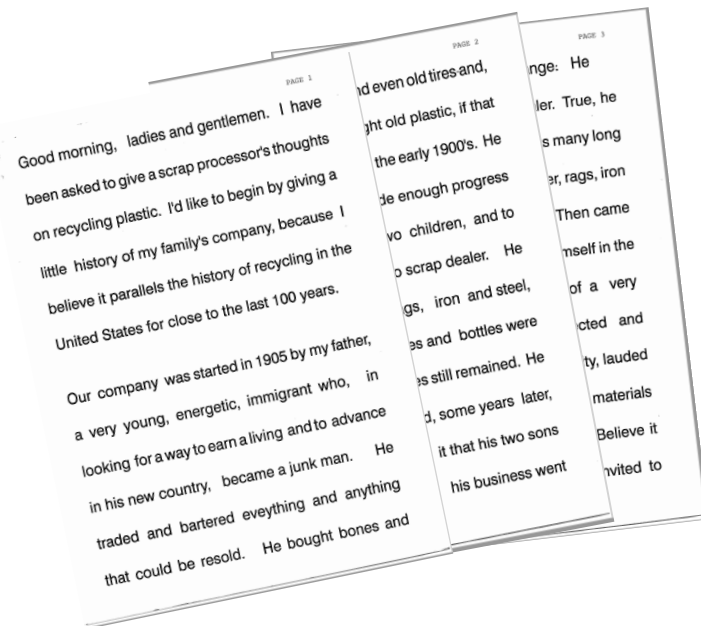 PAGE 1
Good morning, ladies and gentlemen. I have
been asked to give a scrap processor's thoughts
on recycling plastic. I'd like to begin by giving a
little history of my family's company, because I
believe it parallels the history of recycling in the
United States for close to the last 100 years.
Our company was started in 1905 by my father,
a very young, energetic, immigrant who, in
looking for a way to earn a living and to advance
in his new country, became a junk man. He
traded and bartered eveything and anything
that could be resold. He bought bones and
PAGE 2
even old tires and,
old plastic, if that
the early 1900's. He
enough progress
children, and to
scrap dealer. He
iron and steel,
and bottles were
still remained. He
some years later,
it that his two sons
his business went
PAGE 3
He
True, he
many long
rags, iron
Then came
in the
of a very
and
lauded
materials
Believe it
to